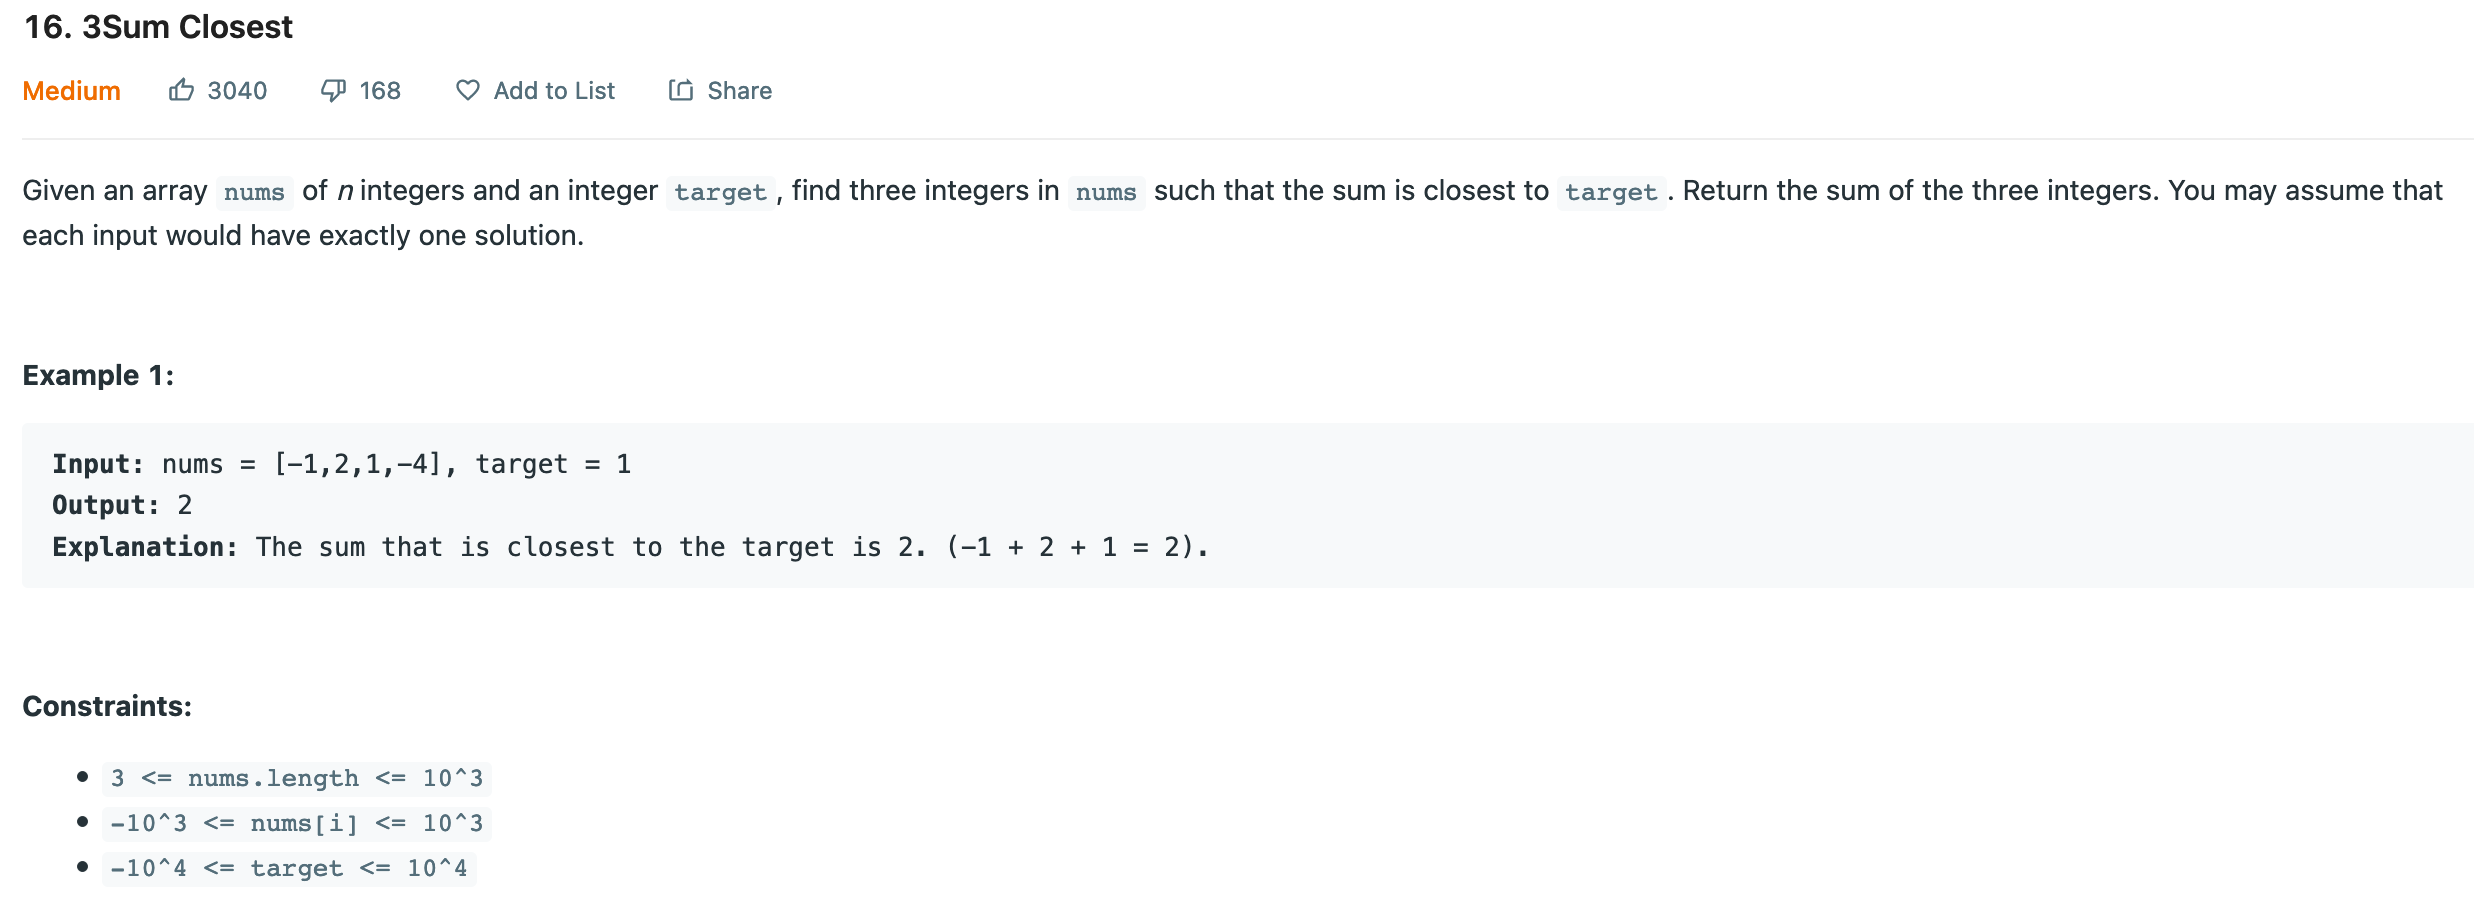 16. 3Sum Closest
Medium 3040 168 Add to List Share
Given an array nums of n integers and an integer target, find three integers in nums such that the sum is closest to target. Return the sum of the three integers. You may assume that
each input would have exactly one solution.
Example 1:
Input: nums = [-1,2,1,-4], target = 1
Output: 2
Explanation: The sum that is closest to the target is 2. (-1 + 2 + 1 = 2).
Constraints:
• 3 <= nums.length <= 10^3
• -10^3 <= nums[i] <= 10^3
• -10^4 <= target <= 10^4